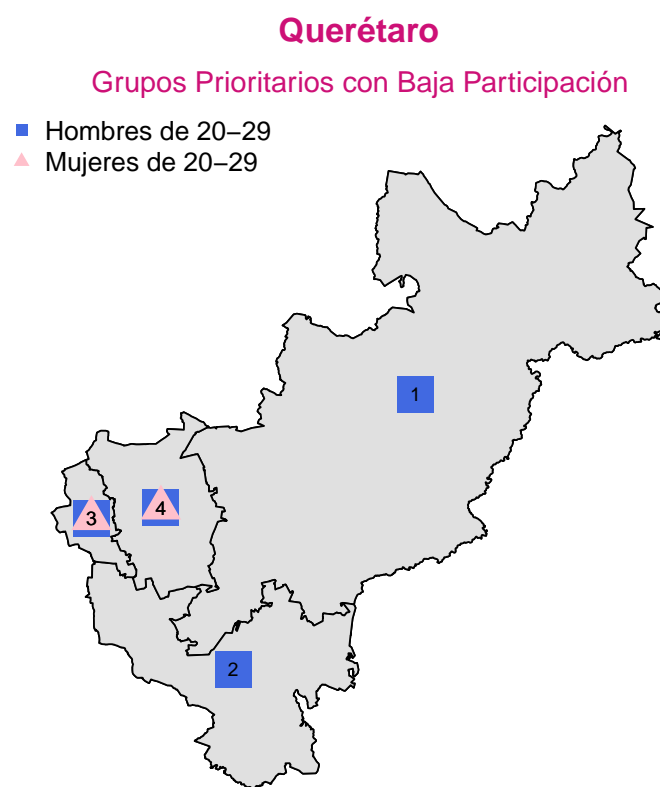 Querétaro
Grupos Prioritarios con Baja Participación
Hombres de 20−29
Mujeres de 20−29
1
3
4
2